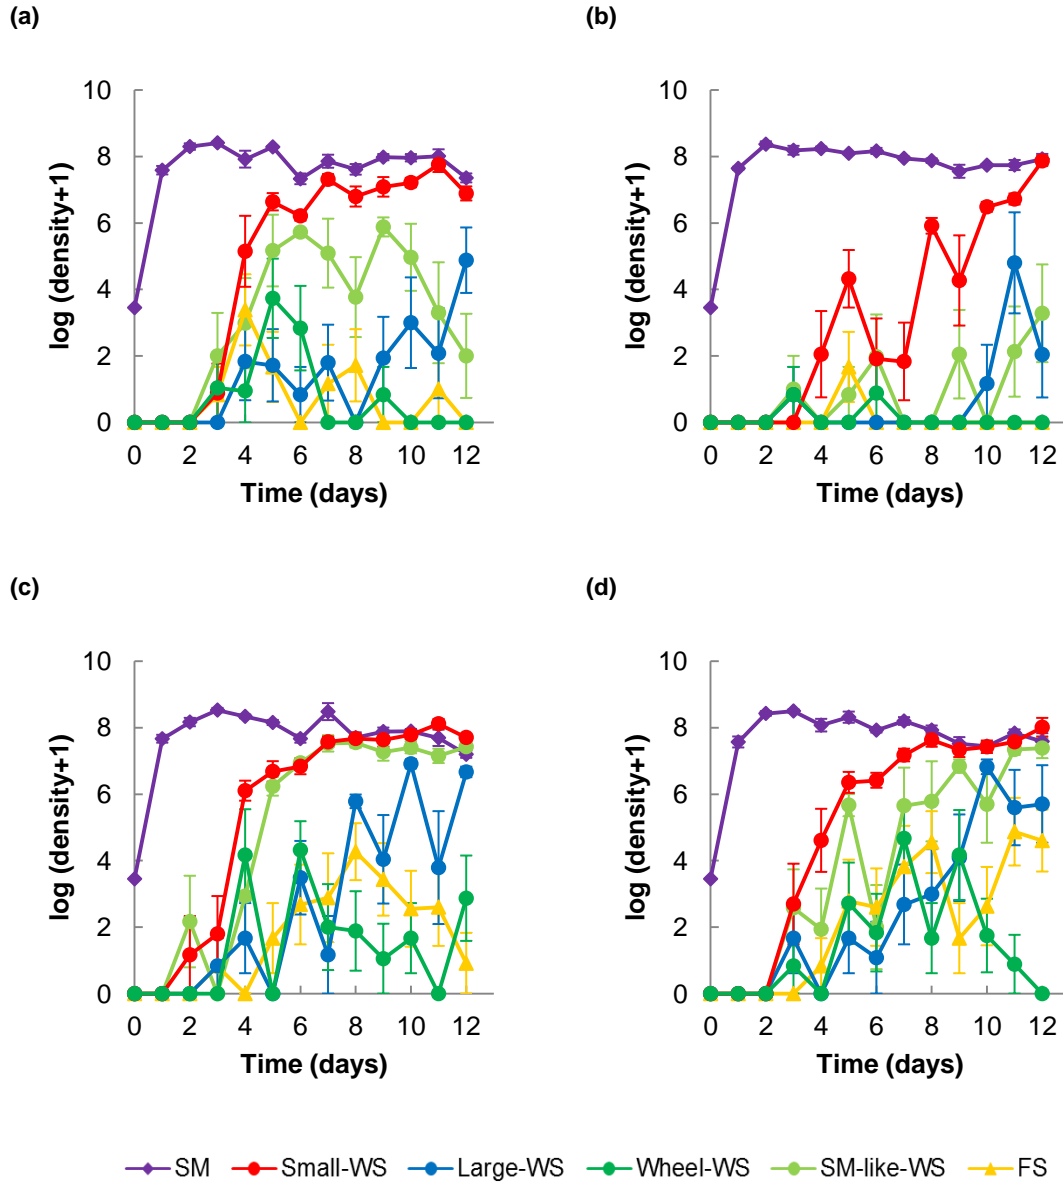 (a)
(b)
10
8
6
4
2
0
log (density+1)
0 2 4 6 8 10 12
Time (days)
10
8
6
4
2
0
log (density+1)
0 2 4 6 8 10 12
Time (days)
(c)
(d)
10
8
6
4
2
0
log (density+1)
0 2 4 6 8 10 12
Time (days)
10
8
6
4
2
0
log (density+1)
0 2 4 6 8 10 12
Time (days)
SM Small-WS Large-WS Wheel-WS SM-like-WS FS